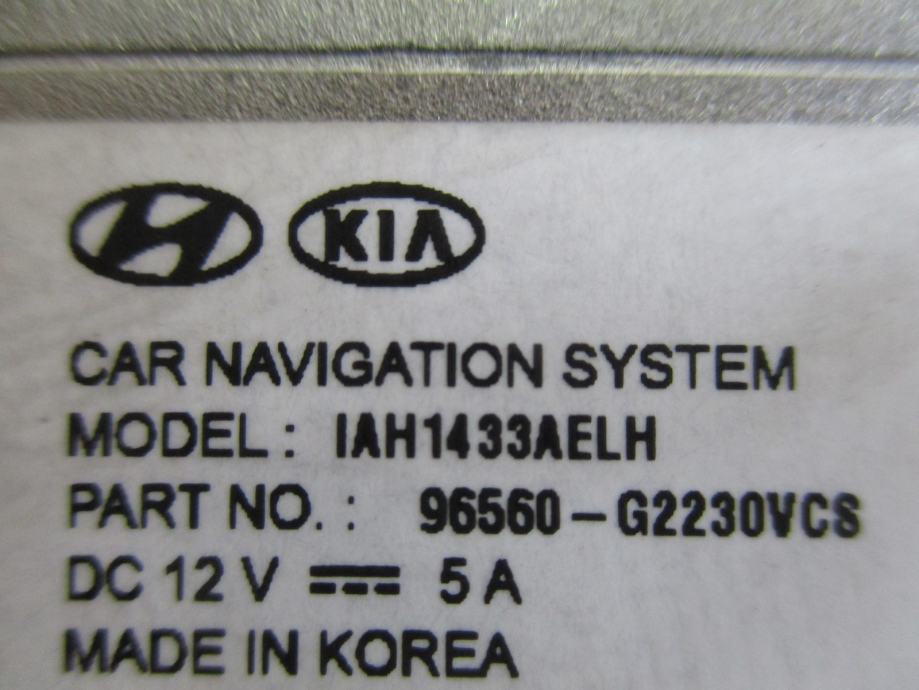 KIA
CAR NAVIGATION SYSTEM
MODEL : IAH1433AELH
PART NO. : 96560-G2230VCS
DC 12 V ⎓ 5 A
MADE IN KOREA